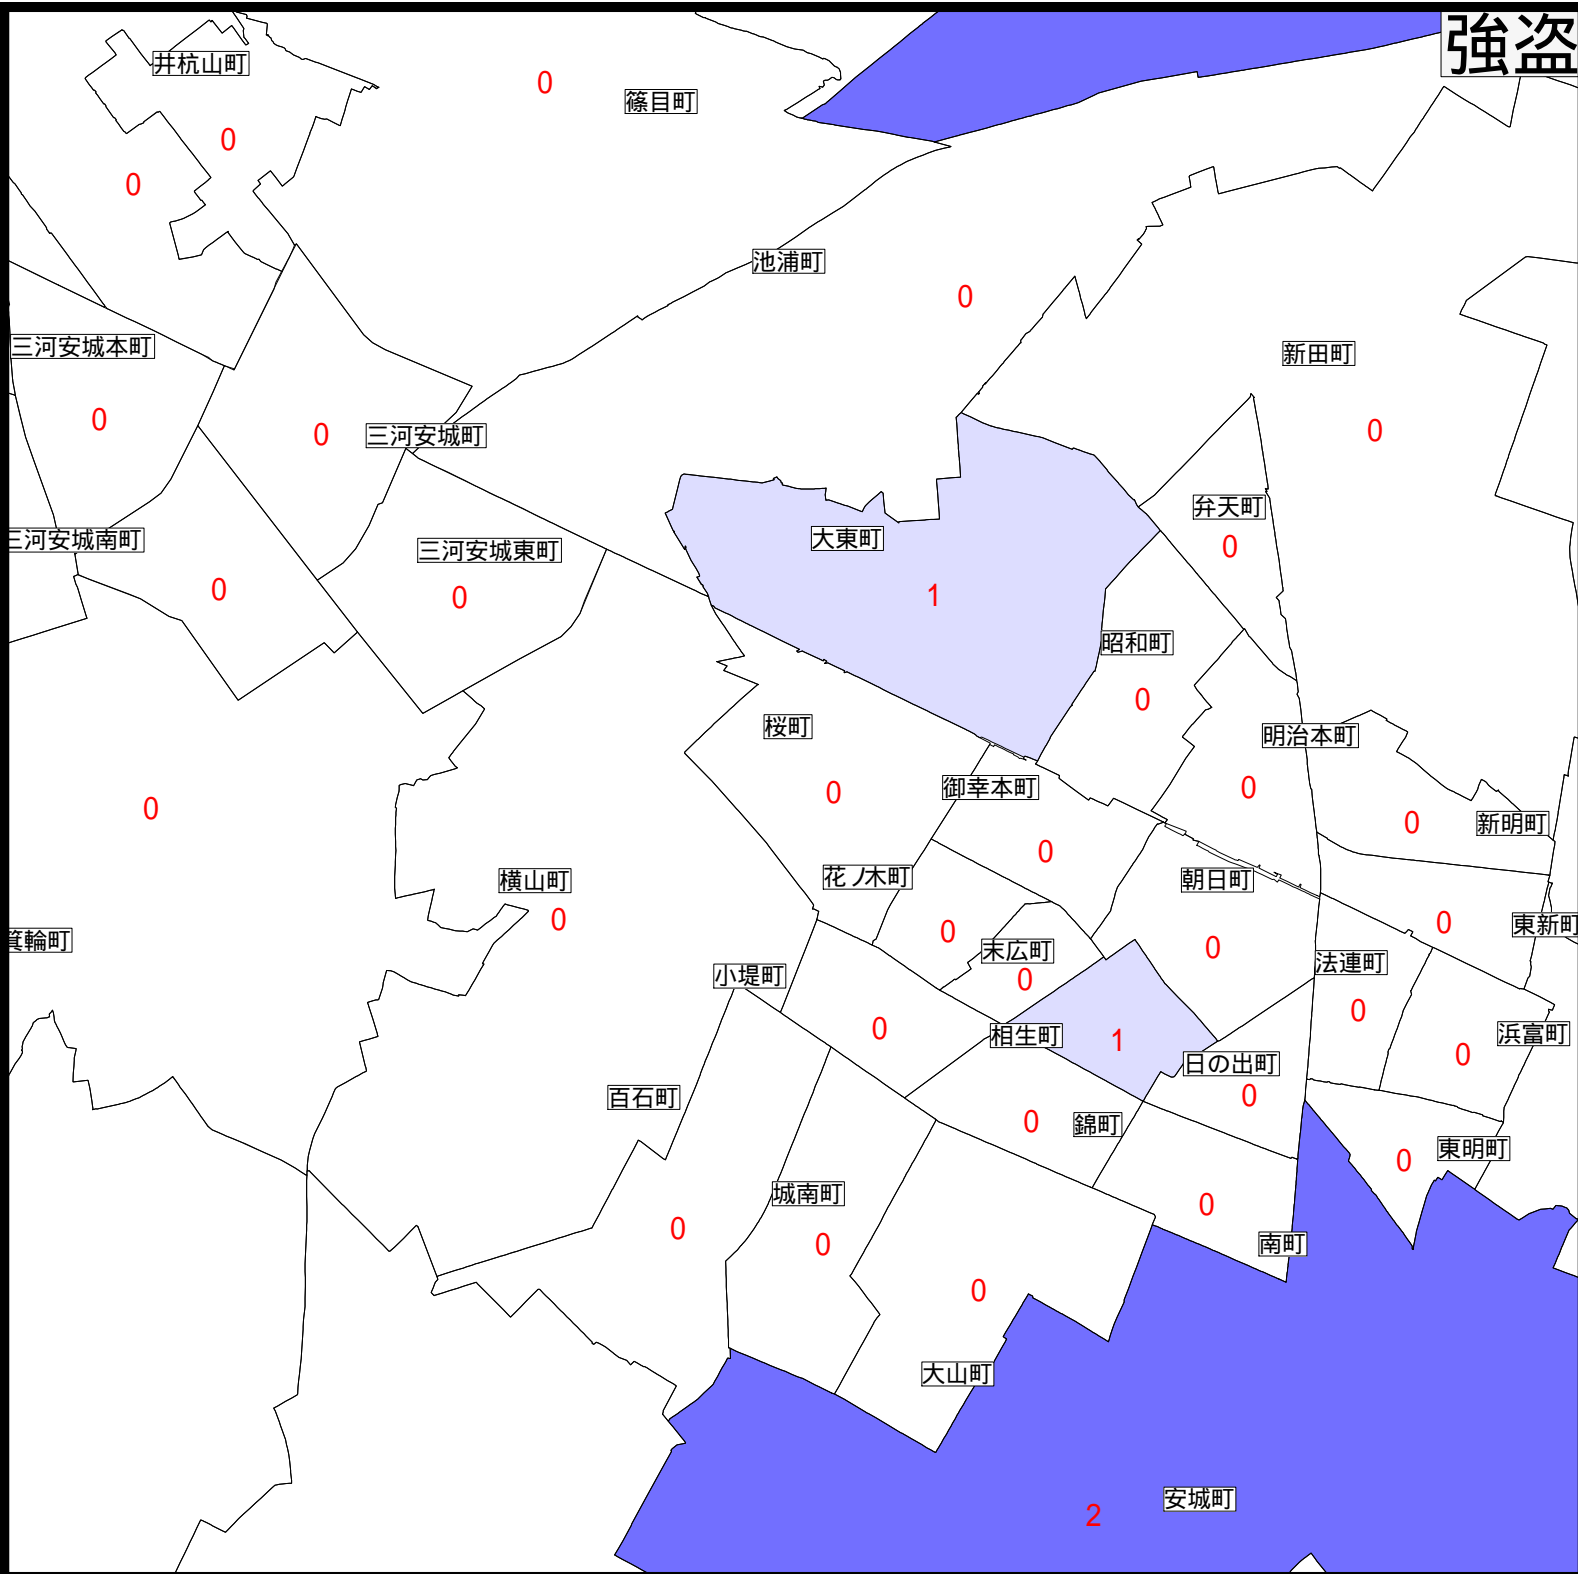 強盗
井杭山町
0
篠目町
0
0
池浦町
0
三河安城本町
新田町
0
0
三河安城町
0
弁天町
大東町
0
三河安城南町
三河安城東町
0
0
1
昭和町
0
桜町
明治本町
御幸本町
0
0
0
0
新明町
0
花ノ木町
横山町
朝日町
0
0
東新町
箕輪町
0
末広町
0
法連町
小堤町
0
0
0
相生町
1
浜富町
0
日の出町
百石町
0
0
錦町
東明町
0
城南町
0
0
0
南町
0
大山町
安城町
2